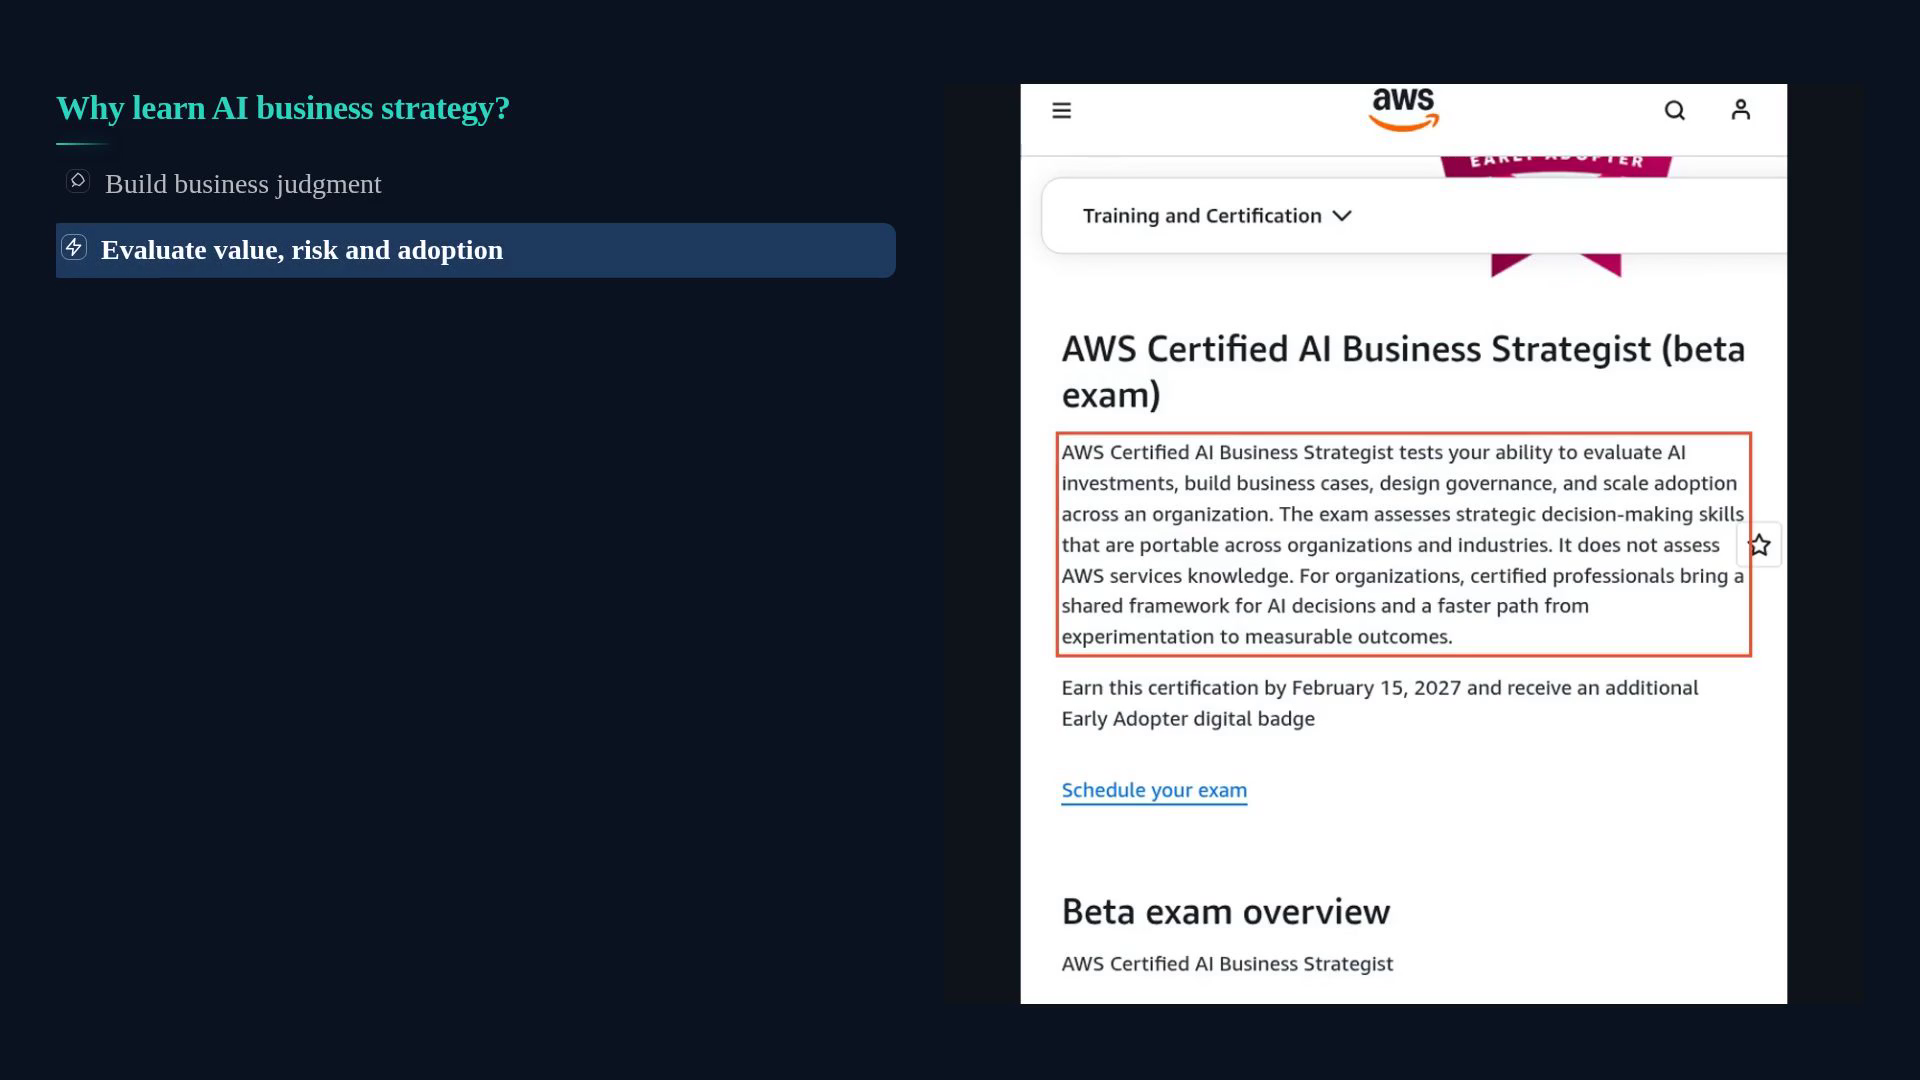 Why learn AI business strategy?
Build business judgment
Evaluate value, risk and adoption
aws
EARLY ADOPTER
Training and Certification
AWS Certified AI Business Strategist (beta
exam)
AWS Certified AI Business Strategist tests your ability to evaluate AI
investments, build business cases, design governance, and scale adoption
across an organization. The exam assesses strategic decision-making skills
that are portable across organizations and industries. It does not assess
AWS services knowledge. For organizations, certified professionals bring a
shared framework for AI decisions and a faster path from
experimentation to measurable outcomes.
Earn this certification by February 15, 2027 and receive an additional
Early Adopter digital badge
Schedule your exam
Beta exam overview
AWS Certified AI Business Strategist